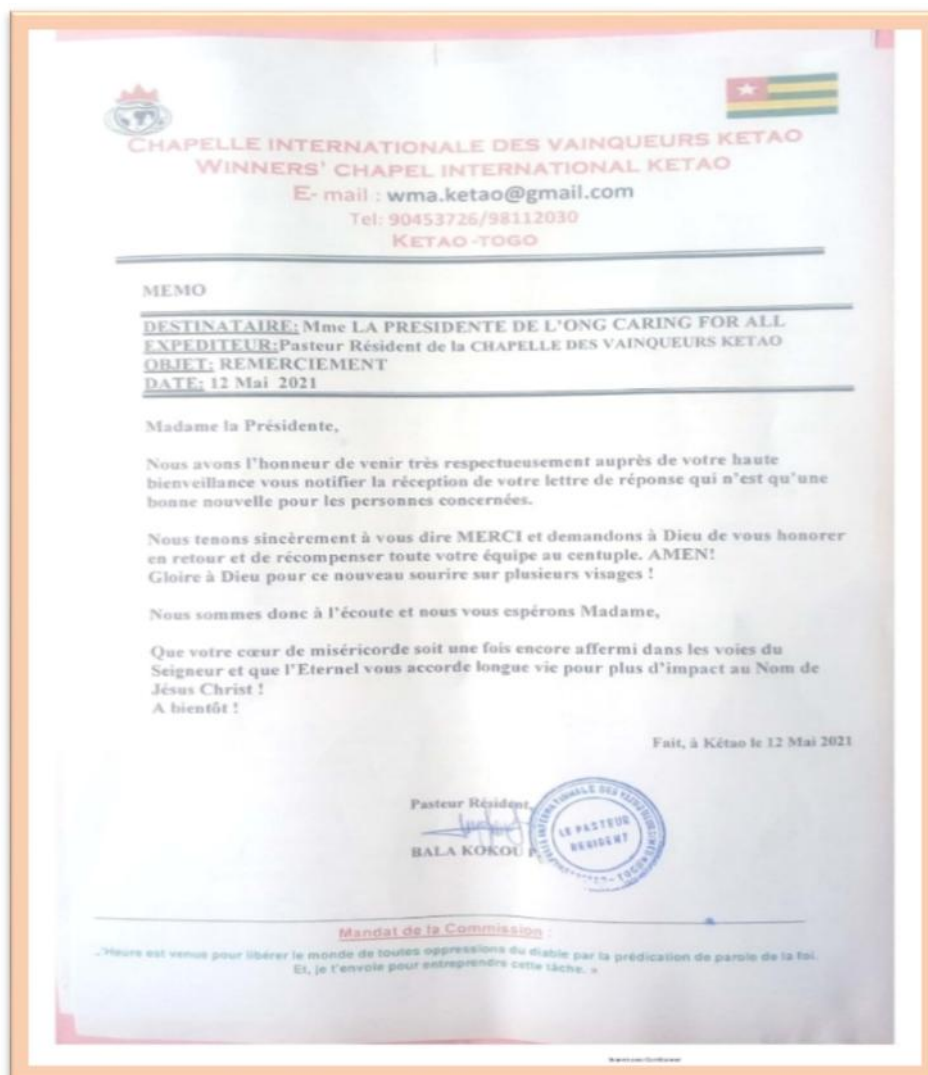 CHAPELLE INTERNATIONALE DES VAINQUEURS KETAO
WINNERS' CHAPEL INTERNATIONAL KETAO
E- mail : wma.ketao@gmail.com
Tel: 90453726/98112030
KETAO -TOGO
MEMO
DESTINATAIRE: Mme LA PRESIDENTE DE L'ONG CARING FOR ALL
EXPEDITEUR:Pasteur Résident de la CHAPELLE DES VAINQUEURS KETAO
OBJET: REMERCIEMENT
DATE: 12 Mai 2021
Madame la Présidente,
Nous avons l'honneur de venir très respectueusement auprès de votre haute
bienveillance vous notifier la réception de votre lettre de réponse qui n'est qu'une
bonne nouvelle pour les personnes concernées.
Nous tenons sincèrement à vous dire MERCI et demandons à Dieu de vous honorer
en retour et de récompenser toute votre équipe au centuple. AMEN!
Gloire à Dieu pour ce nouveau sourire sur plusieurs visages !
Nous sommes donc à l'écoute et nous vous espérons Madame,
Que votre cœur de miséricorde soit une fois encore affermi dans les voies du
Seigneur et que l'Eternel vous accorde longue vie pour plus d'impact au Nom de
Jésus Christ !
A bientôt !
Fait, à Kétao le 12 Mai 2021
Pasteur Résident,
BALA KOKOU
LE PASTEUR
RESIDENT
Mandat de la Commission :
Heure est venue pour libérer le monde de toutes oppressions du diable par la prédication de parole de la foi.
Et, je t'envoie pour entreprendre cette tâche. »